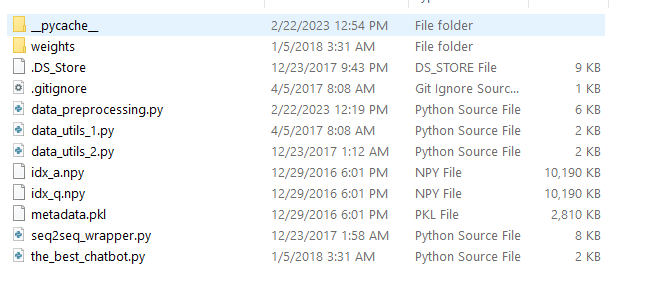 __pycache__ 2/22/2023 12:54 PM File folder
weights 1/5/2018 3:31 AM File folder
.DS_Store 12/23/2017 9:43 PM DS_STORE File 9 KB
.gitignore 4/5/2017 8:08 AM Git Ignore Sourc... 1 KB
data_preprocessing.py 2/22/2023 12:19 PM Python Source File 6 KB
data_utils_1.py 4/5/2017 8:08 AM Python Source File 2 KB
data_utils_2.py 12/23/2017 1:12 AM Python Source File 2 KB
idx_a.npy 12/29/2016 6:01 PM NPY File 10,190 KB
idx_q.npy 12/29/2016 6:01 PM NPY File 10,190 KB
metadata.pkl 12/29/2016 6:01 PM PKL File 2,810 KB
seq2seq_wrapper.py 12/23/2017 1:58 AM Python Source File 8 KB
the_best_chatbot.py 1/5/2018 3:31 AM Python Source File 2 KB